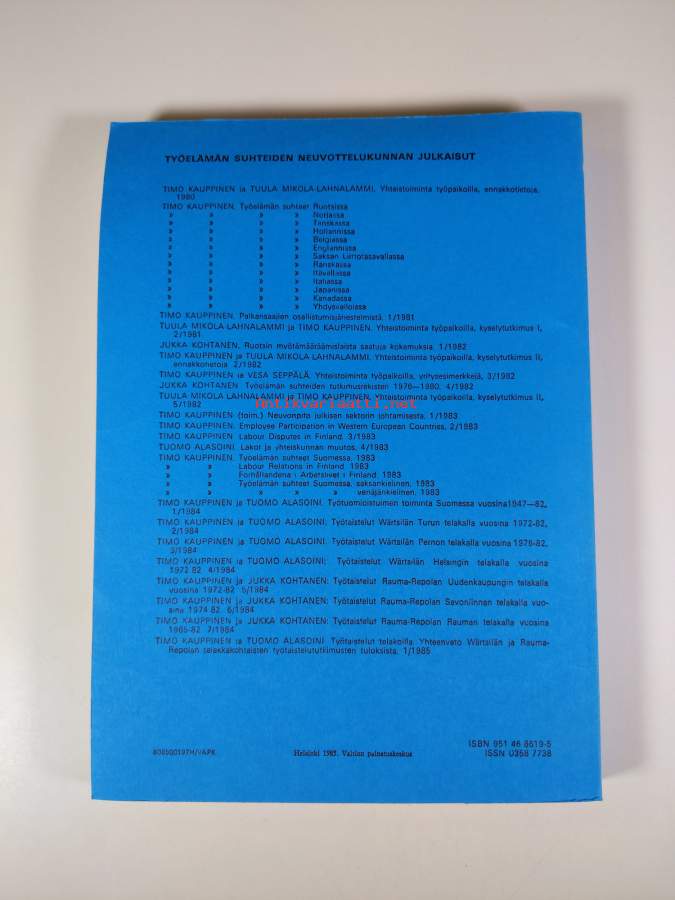 TYÖELÄMÄN SUHTEIDEN NEUVOTTELUKUNNAN JULKAISUT
TIMO KAUPPINEN ja TUULA MIKOLA-LAHNALAMMI. Yhteistoiminta työpaikoilla, ennakkotietoja,
1980
TIMO KAUPPINEN. Työelämän suhteet Ruotsissa
» » » » Norjassa
» » » » Tanskassa
» » » » Hollannissa
» » » » Belgiassa
» » » » Englannissa
» » » » Saksan Liittotasavallassa
» » » » Ranskassa
» » » » Itävallassa
» » » » Italiassa
» » » » Japanissa
» » » » Kanadassa
» » » » Yhdysvalloissa
TIMO KAUPPINEN. Palkansaajien osallistumisjärjestelmistä. 1/1981
TUULA MIKOLA-LAHNALAMMI ja TIMO KAUPPINEN. Yhteistoiminta työpaikoilla, kyselytutkimus I,
2/1981
JUKKA KOHTANEN. Ruotsin myötämääräämislaista saatuja kokemuksia. 1/1982
TIMO KAUPPINEN ja TUULA MIKOLA-LAHNALAMMI. Yhteistoiminta työpaikoilla, kyselytutkimus II,
ennakkotietoja 2/1982
TIMO KAUPPINEN ja VESA SEPPÄLÄ. Yhteistoiminta työpaikoilla, yritysesimerkkejä, 3/1982
JUKKA KOHTANEN. Työelämän suhteiden tutkimusrekisteri 1976—1980. 4/1982
TUULA MIKOLA-LAHNALAMMI ja TIMO KAUPPINEN. Yhteistoiminta työpaikoilla, kyselytutkimus II,
5/1982
antikvariaatti.net
TIMO KAUPPINEN (toim.) Neuvonpito julkisen sektorin johtamisesta. 1/1983
TIMO KAUPPINEN. Employee Participation in Western European Countries, 2/1983
TIMO KAUPPINEN Labour Disputes in Finland. 3/1983
TUOMO ALASOINI. Lakot ja yhteiskunnan muutos, 4/1983
TIMO KAUPPINEN. Työelämän suhteet Suomessa. 1983
» » Labour Relations in Finland. 1983
» » Förhållandena i Arbetslivet i Finland. 1983
» » Työelämän suhteet Suomessa, saksankielinen, 1983
» » » » » venäjänkielinen, 1983
TIMO KAUPPINEN ja TUOMO ALASOINI. Työtuomioistuimen toiminta Suomessa vuosina 1947—82,
1/1984
TIMO KAUPPINEN ja TUOMO ALASOINI. Työtaistelut Wärtsilän Turun telakalla vuosina 1972-82,
2/1984
TIMO KAUPPINEN ja TUOMO ALASOINI. Työtaistelut Wärtsilän Pernon telakalla vuosina 1976-82,
3/1984
TIMO KAUPPINEN ja TUOMO ALASOINI; Työtaistelut Wärtsilän Helsingin telakalla vuosina
1972-82 4/1984
TIMO KAUPPINEN ja JUKKA KOHTANEN: Työtaistelut Rauma-Repolan Uudenkaupungin telakalla
vuosina 1972-82 5/1984
TIMO KAUPPINEN ja JUKKA KOHTANEN: Työtaistelut Rauma-Repolan Savonlinnan telakalla vuo-
sina 1974-82 6/1984
TIMO KAUPPINEN ja JUKKA KOHTANEN: Työtaistelut Rauma-Repolan Rauman telakalla vuosina
1965-82 7/1984
TIMO KAUPPINEN ja TUOMO ALASOINI. Työtaistelut telakoilla. Yhteenveto Wärtsilän ja Rauma-
Repolan telakkakohtaisten työtaistelututkimusten tuloksista. 1/1985
ISBN 951 46 8619-5
ISSN 0358 7738
Helsinki 1985. Valtion painatuskeskus